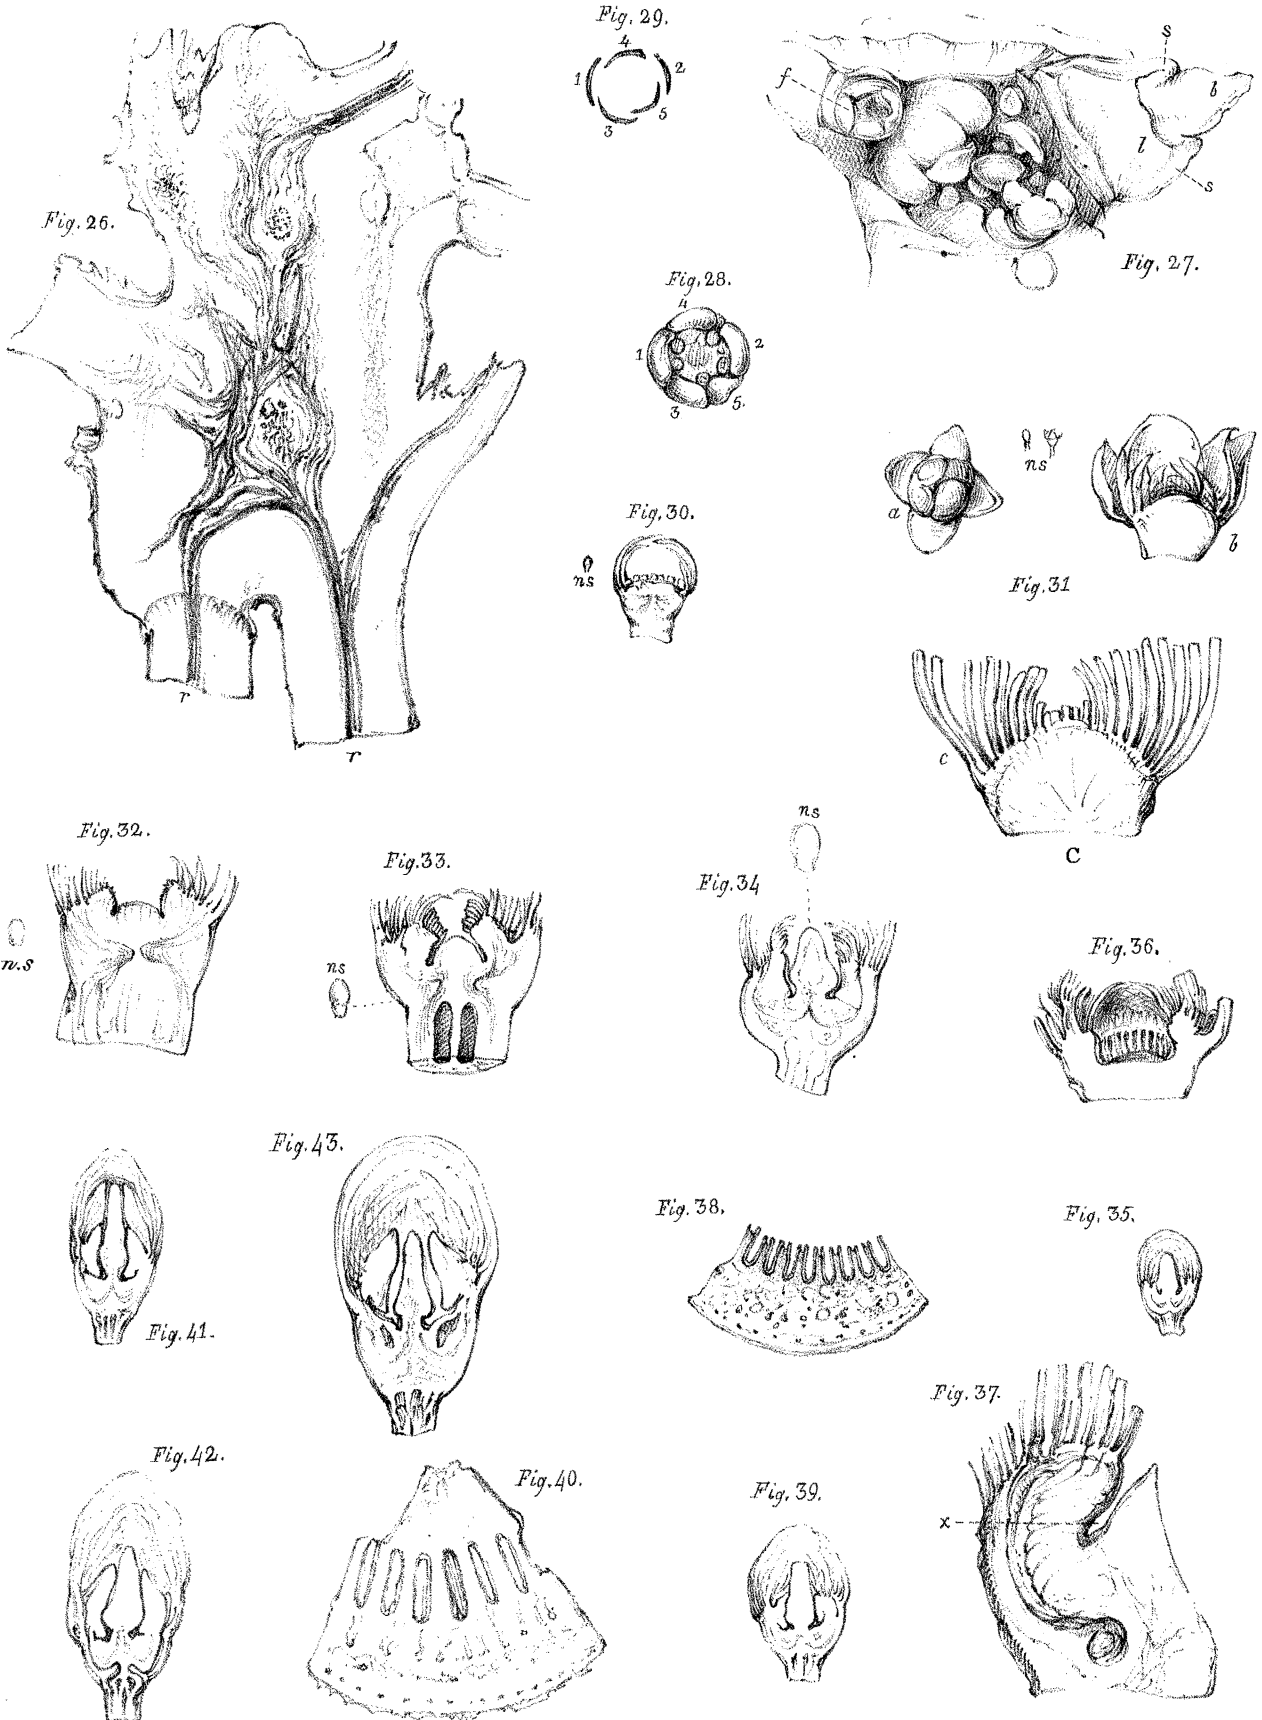 Fig. 29.
4
1
2
3
5
s
f
b
l
s
Fig. 26.
Fig. 27.
Fig. 28.
4
1
2
3
5.
ns
a
b
Fig. 30.
ns
Fig. 31
r
r
c
C
ns
Fig. 32.
Fig. 33.
Fig. 34
n.s
ns
Fig. 36.
Fig. 43.
Fig. 38.
Fig. 35.
Fig. 41.
Fig. 37.
Fig. 42.
Fig. 40.
Fig. 39.
x